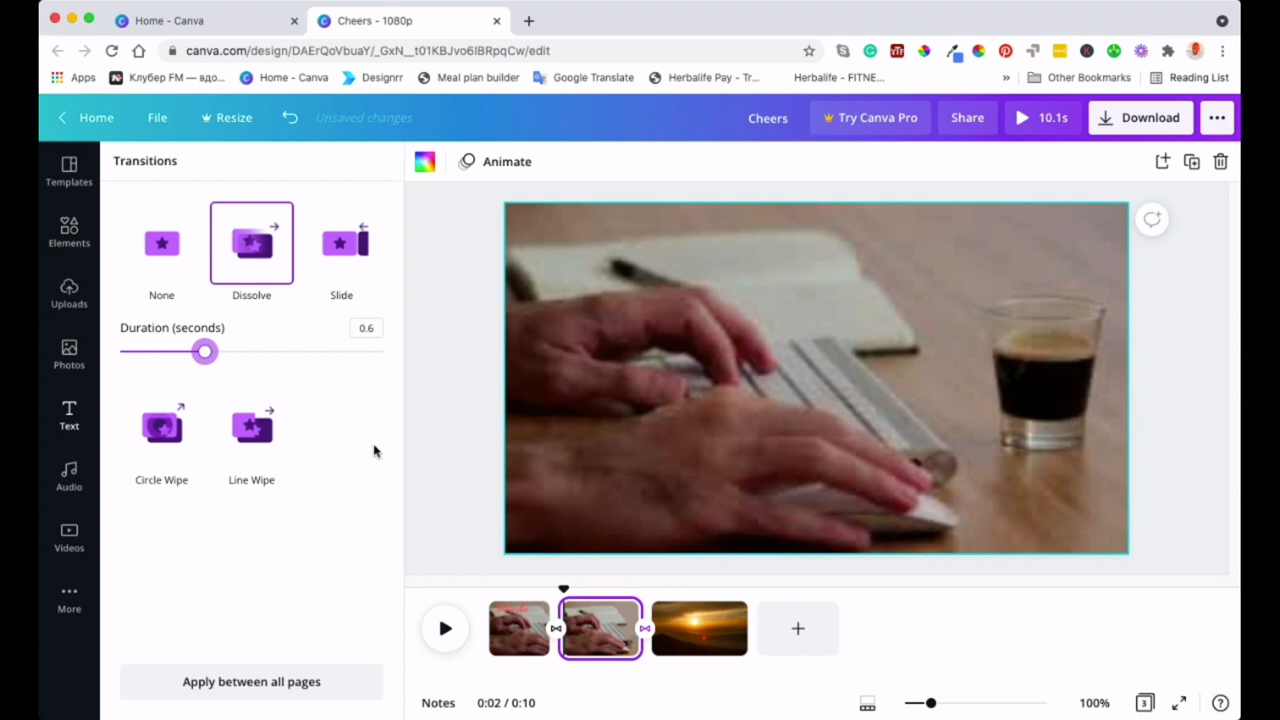 Home - Canva
Cheers - 1080p
canva.com/design/DAErQoVbuaY/_GxN__t01KBJvo6IBRpqCw/edit
Apps
Клубер FM — вдо...
Home - Canva
Designrr
Meal plan builder
Google Translate
Herbalife Pay - Tr...
Herbalife - FITNE...
»
Other Bookmarks
Reading List
Home
File
Resize
Unsaved changes
Cheers
Try Canva Pro
Share
10.1s
Download
Templates
Elements
Uploads
Photos
Text
Audio
Videos
More
Transitions
None
Dissolve
Slide
Duration (seconds)
0.6
Circle Wipe
Line Wipe
Apply between all pages
Animate
Notes
0:02 / 0:10
100%
3